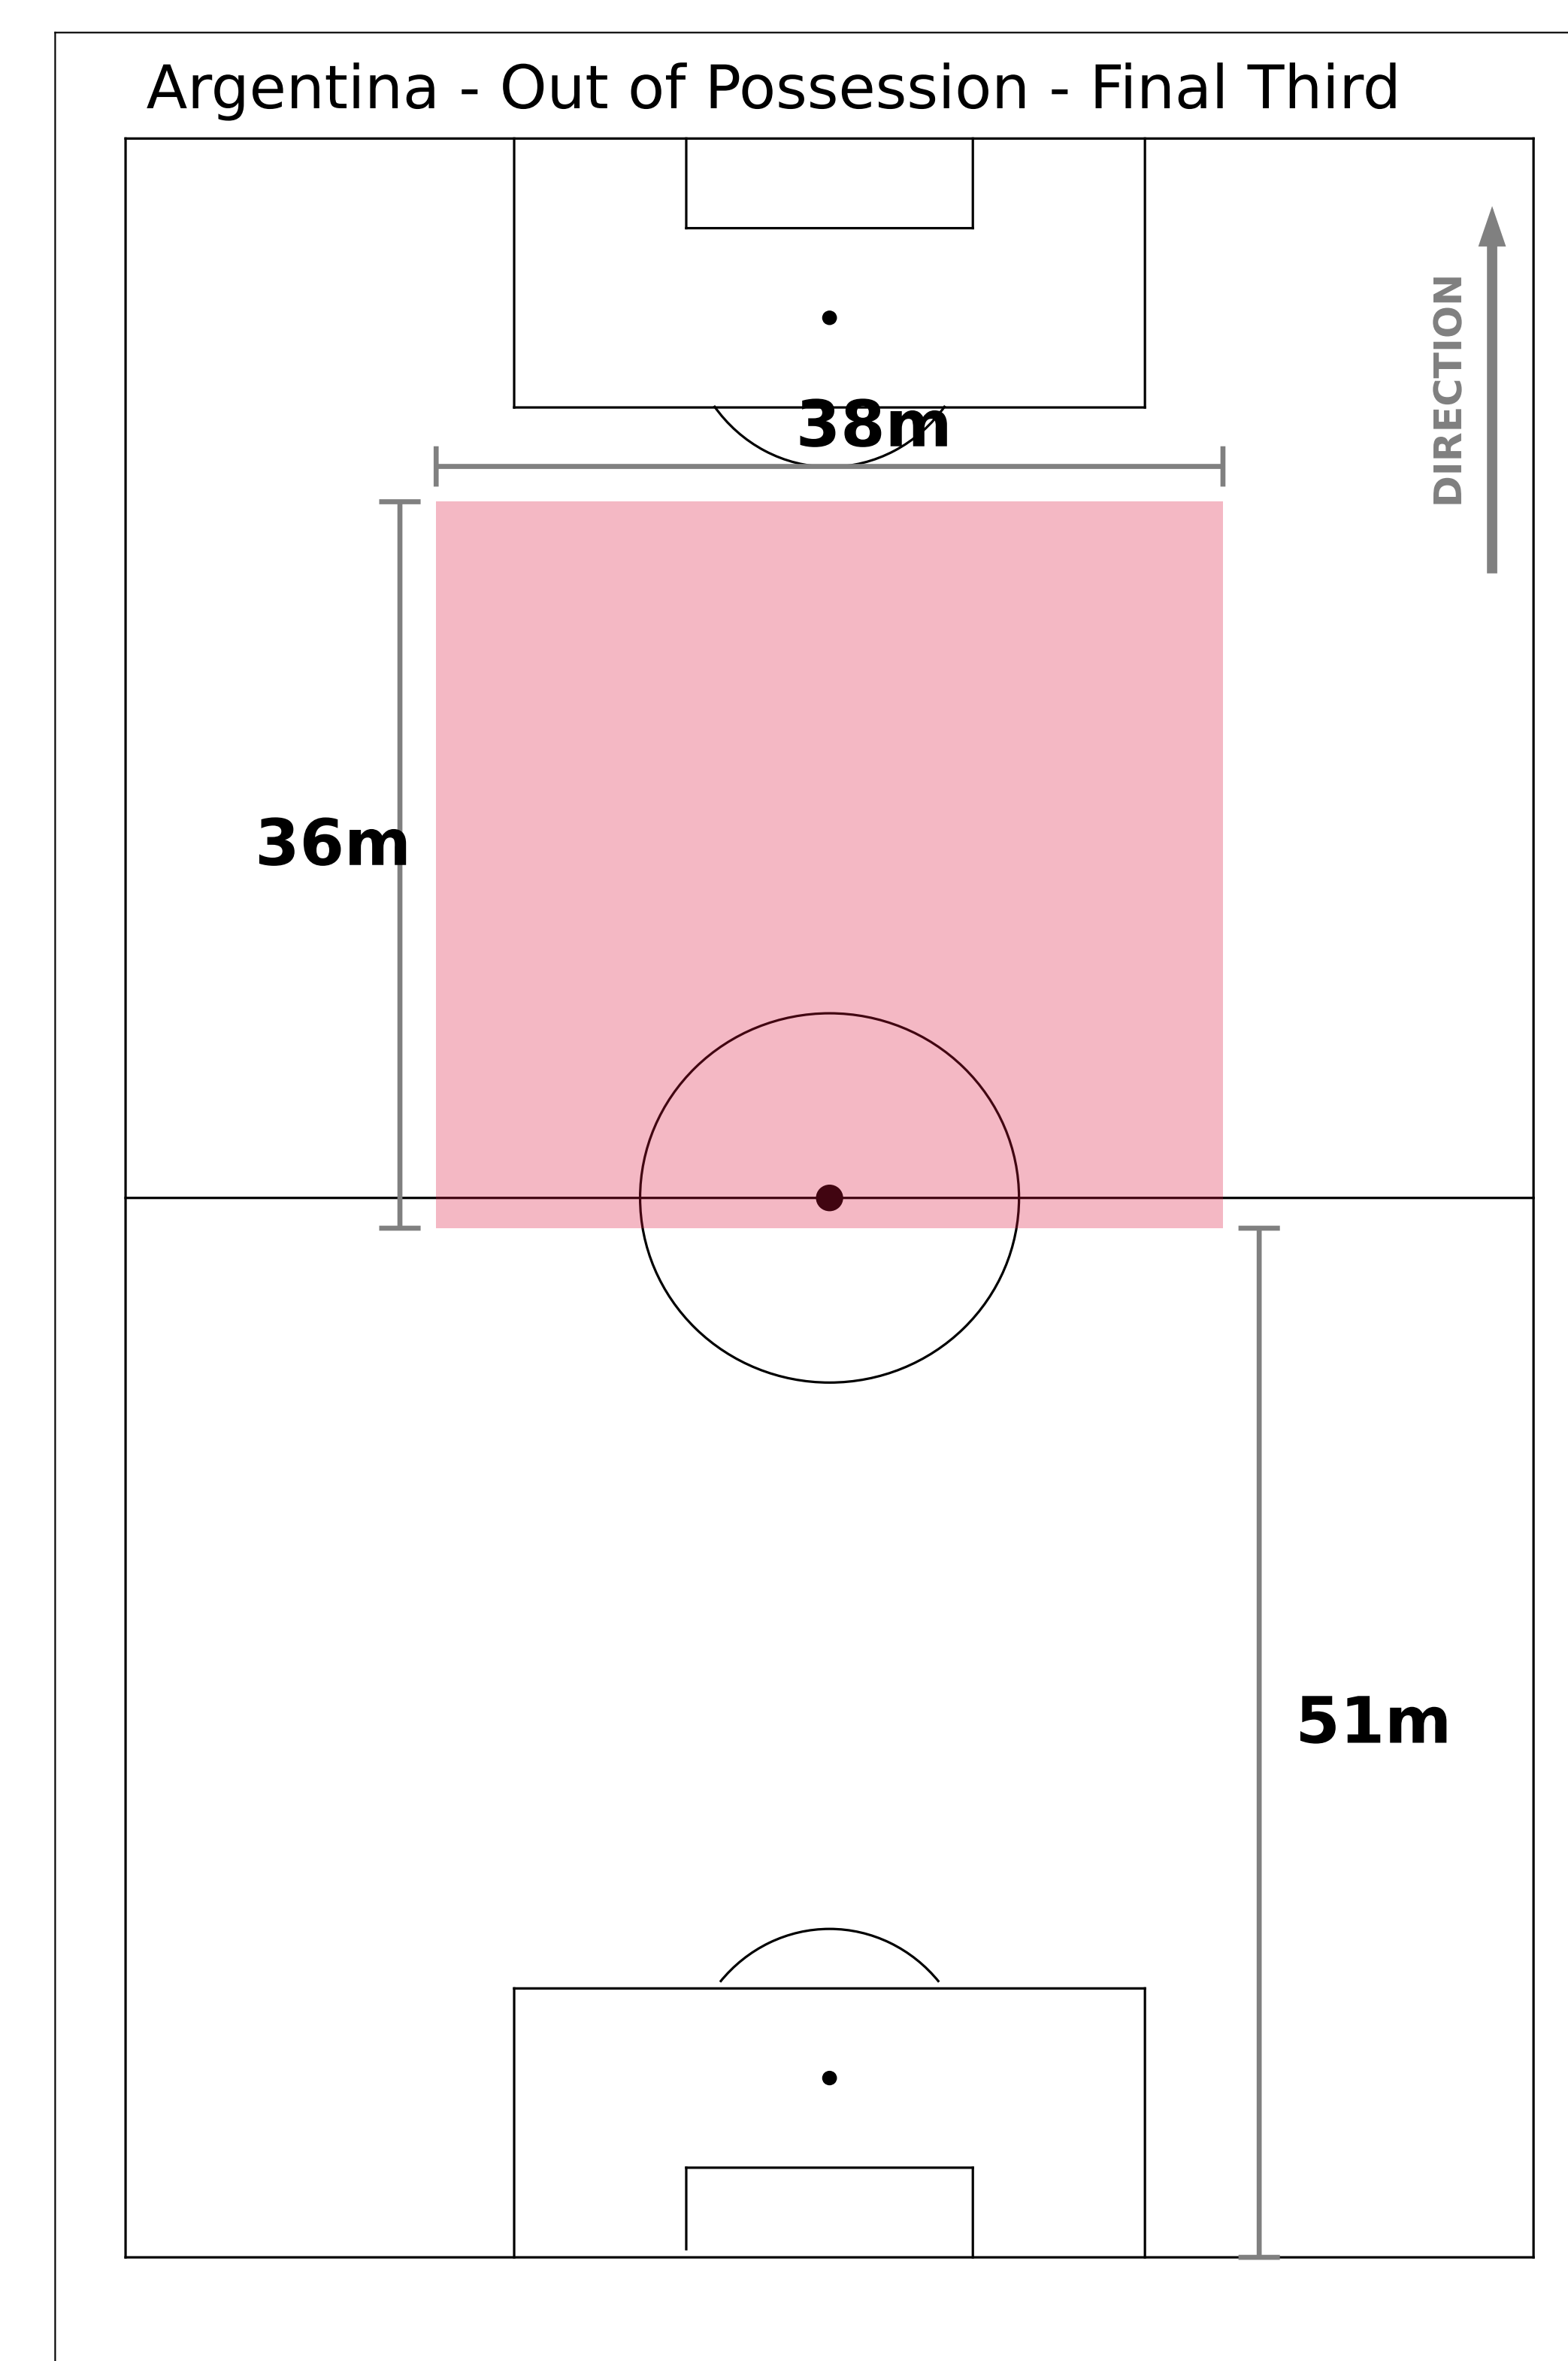 Argentina - Out of Possession - Final Third
DIRECTION
38m
36m
51m